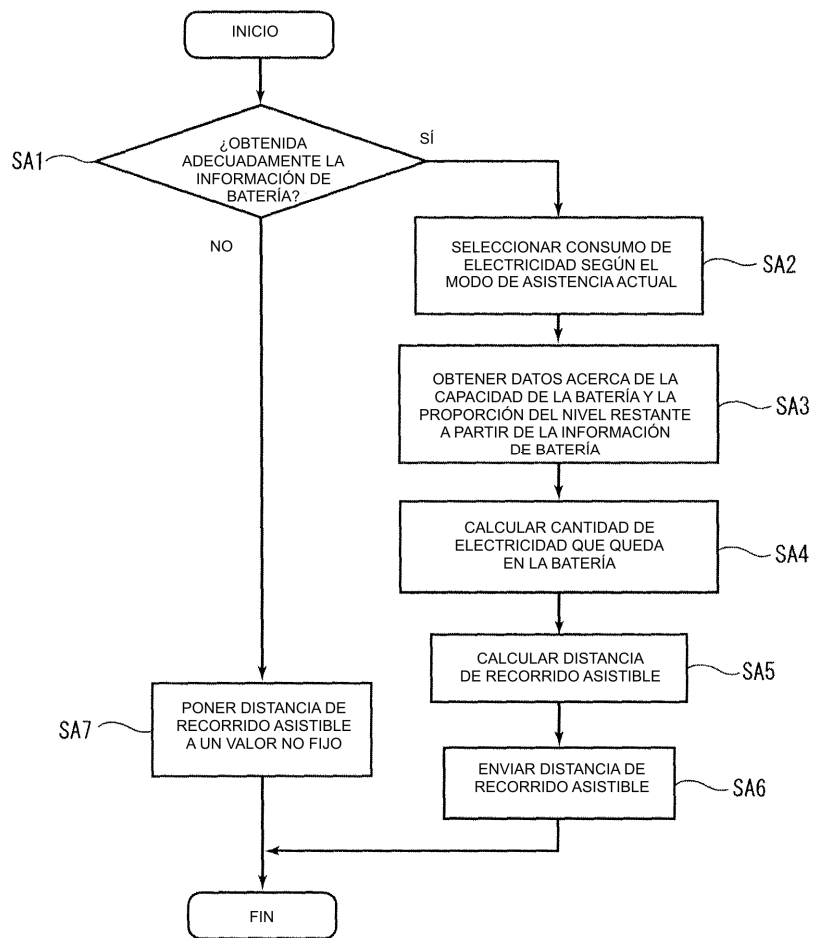 INICIO
SA1
¿OBTENIDA
ADECUADAMENTE LA
INFORMACIÓN DE
BATERÍA?
SÍ
NO
SELECCIONAR CONSUMO DE
ELECTRICIDAD SEGÚN EL
MODO DE ASISTENCIA ACTUAL
SA2
OBTENER DATOS ACERCA DE LA
CAPACIDAD DE LA BATERÍA Y LA
PROPORCIÓN DEL NIVEL RESTANTE
A PARTIR DE LA INFORMACIÓN
DE BATERÍA
SA3
CALCULAR CANTIDAD DE
ELECTRICIDAD QUE QUEDA
EN LA BATERÍA
SA4
CALCULAR DISTANCIA
DE RECORRIDO ASISTIBLE
SA5
SA7
PONER DISTANCIA DE
RECORRIDO ASISTIBLE
A UN VALOR NO FIJO
ENVIAR DISTANCIA DE
RECORRIDO ASISTIBLE
SA6
FIN